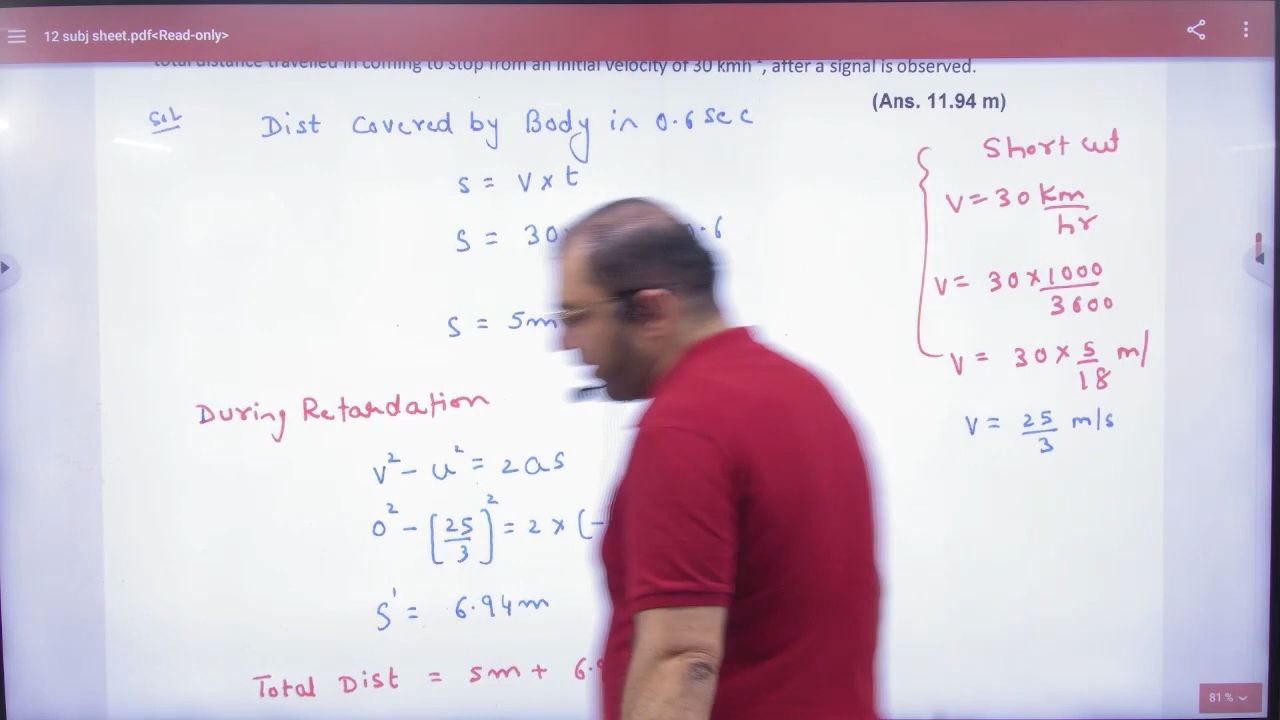 12 subj sheet.pdf<Read-only>
total distance travelled in coming to stop from an initial velocity of 30 kmh⁻¹, after a signal is observed.
(Ans. 11.94 m)
Sol
Dist Covered by Body in 0.6 sec
S = V × t
S = 30 0.6
S = 5m
During Retardation
v² - u² = 2as
0² - [25/3]² = 2 × (-
S' = 6.94m
Total Dist = 5m + 6.9
Short cut
V = 30 Km/hr
V = 30 × 1000/3600
V = 30 × 5/18 m/
V = 25/3 m/s
81 %